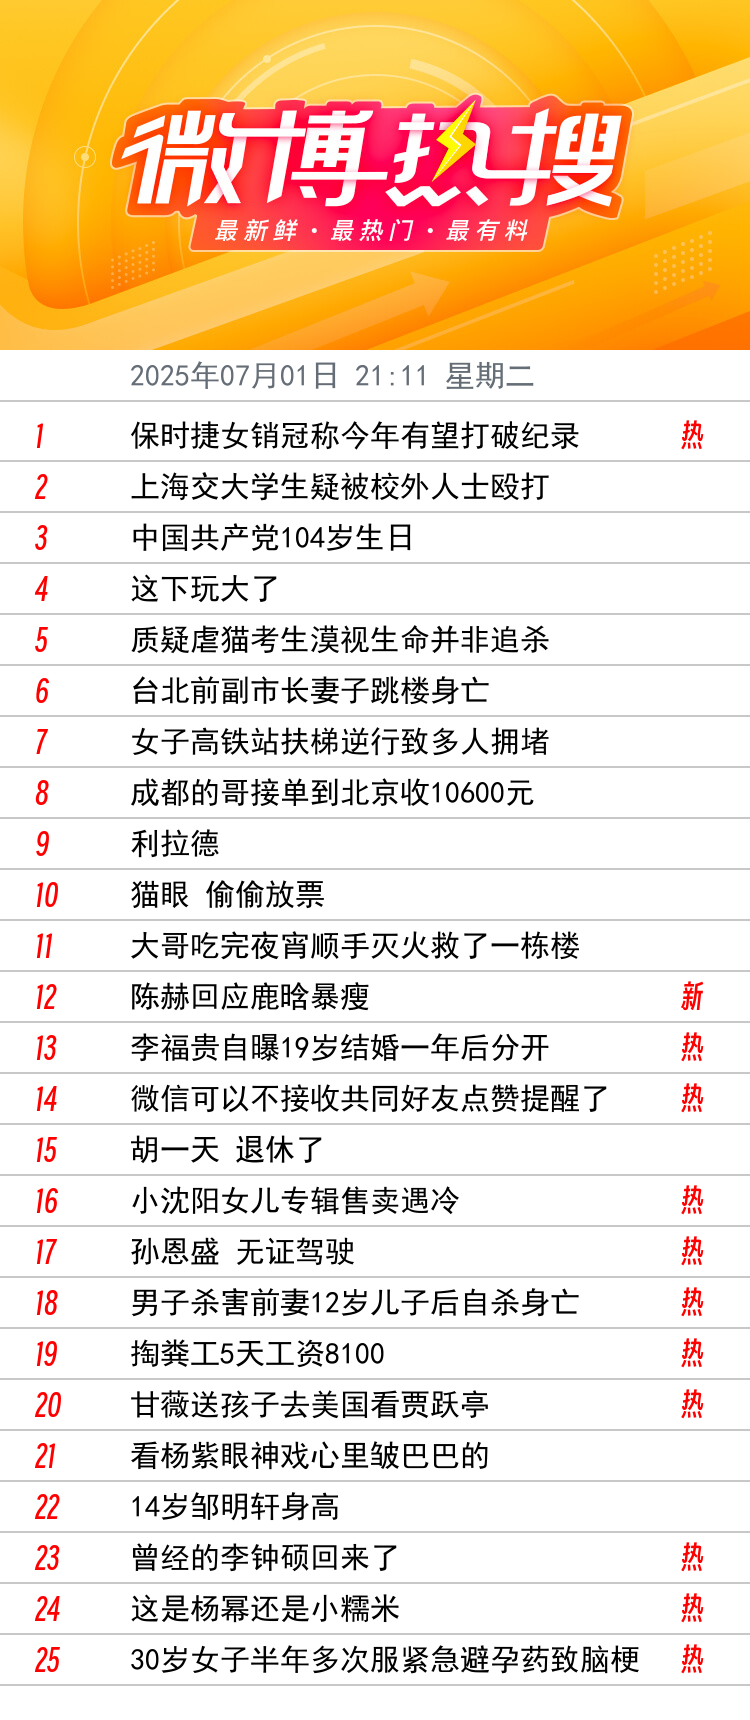 微博热搜
最新鲜·最热门·最有料
2025年07月01日 21:11 星期二
1 保时捷女销冠称今年有望打破纪录 热
2 上海交大学生疑被校外人士殴打
3 中国共产党104岁生日
4 这下玩大了
5 质疑虐猫考生漠视生命并非追杀
6 台北前副市长妻子跳楼身亡
7 女子高铁站扶梯逆行致多人拥堵
8 成都的哥接单到北京收10600元
9 利拉德
10 猫眼 偷偷放票
11 大哥吃完夜宵顺手灭火救了一栋楼
12 陈赫回应鹿晗暴瘦 新
13 李福贵自曝19岁结婚一年后分开 热
14 微信可以不接收共同好友点赞提醒了 热
15 胡一天 退休了
16 小沈阳女儿专辑售卖遇冷 热
17 孙恩盛 无证驾驶 热
18 男子杀害前妻12岁儿子后自杀身亡 热
19 掏粪工5天工资8100 热
20 甘薇送孩子去美国看贾跃亭 热
21 看杨紫眼神戏心里皱巴巴的
22 14岁邹明轩身高
23 曾经的李钟硕回来了 热
24 这是杨幂还是小糯米 热
25 30岁女子半年多次服紧急避孕药致脑梗 热